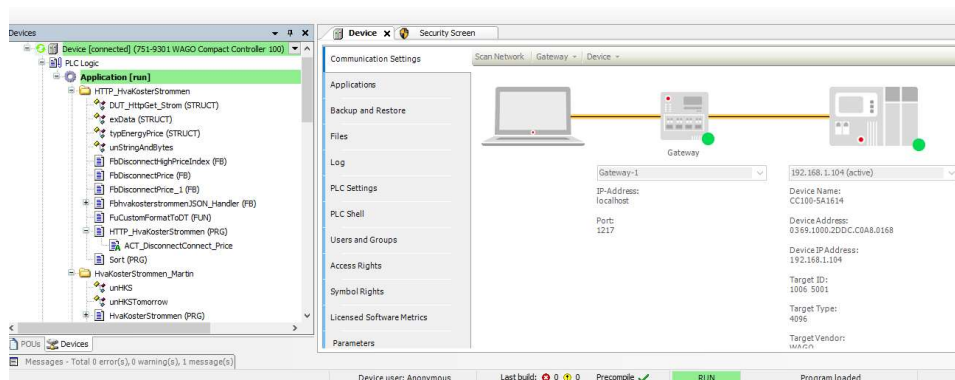 Devices
Device [connected] (751-9301 WAGO Compact Controller 100)
PLC Logic
Application [run]
HTTP_HvaKosterStrommen
DUT_HttpGet_Strom (STRUCT)
exData (STRUCT)
typEnergyPrice (STRUCT)
unStringAndBytes
FbDisconnectHighPriceIndex (FB)
FbDisconnectPrice (FB)
FbDisconnectPrice_1 (FB)
FbhvakosterstrommenJSON_Handler (FB)
FuCustomFormatToDT (FUN)
HTTP_HvaKosterStrommen (PRG)
ACT_DisconnectConnect_Price
Sort (PRG)
HvaKosterStrommen_Martin
unHKS
unHKSTomorrow
HvaKosterStrommen (PRG)
POUs
Devices
Device
Security Screen
Communication Settings
Applications
Backup and Restore
Files
Log
PLC Settings
PLC Shell
Users and Groups
Access Rights
Symbol Rights
Licensed Software Metrics
Parameters
Scan Network
Gateway
Device
Gateway
Gateway-1
IP-Address:
localhost
Port:
1217
192.168.1.104 (active)
Device Name:
CC100-5A1614
Device Address:
0369.1000.2DDC.C0A8.0168
Device IP Address:
192.168.1.104
Target ID:
1006 5001
Target Type:
4096
Target Vendor:
WAGO
Messages - Total 0 error(s), 0 warning(s), 1 message(s)
Device user: Anonymous
Last build: 0 0
Precompile
RUN
Program loaded